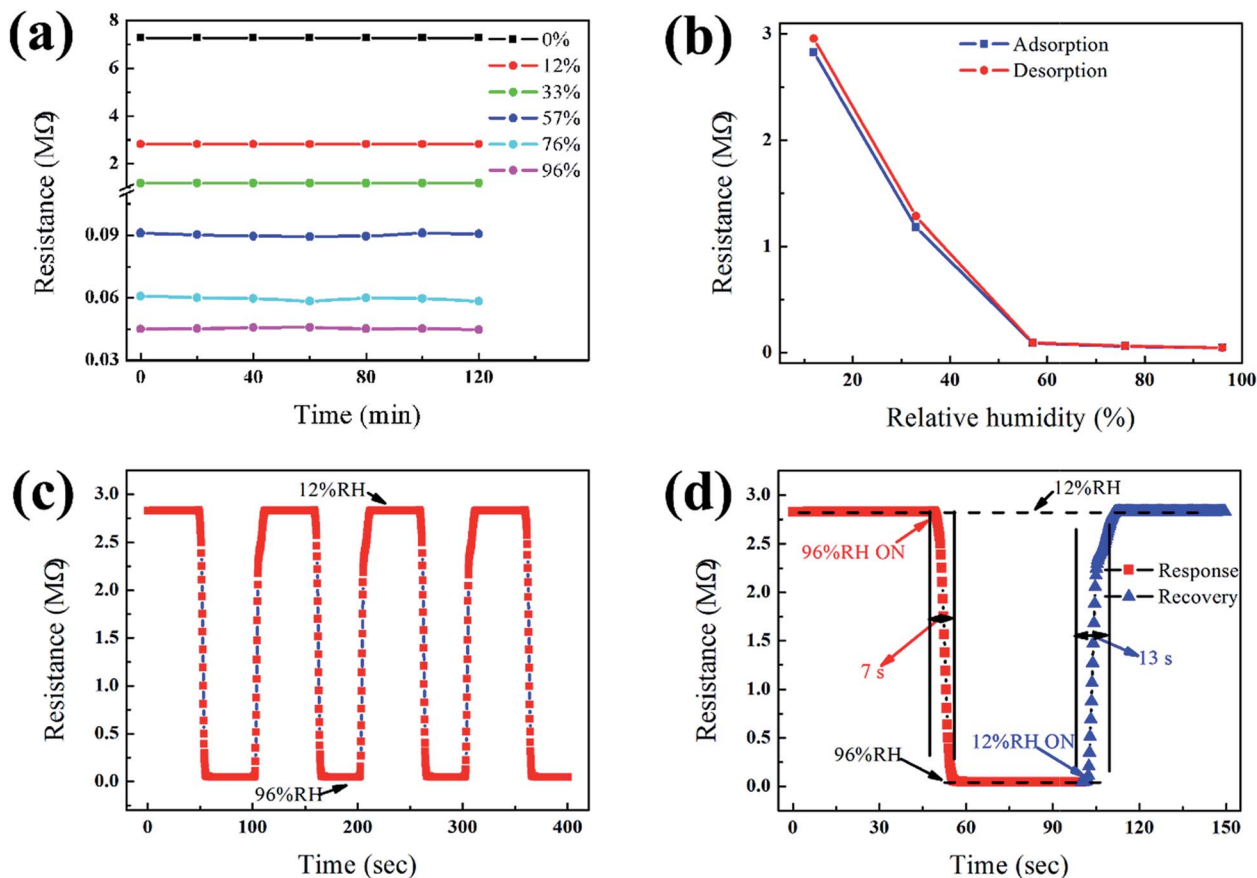 (a)
8
6
4
2
0.09
0.06
0.03
0
40
80
120
Resistance (MΩ)
Time (min)
0%
12%
33%
57%
76%
96%
(b)
3
2
1
0
20
40
60
80
100
Resistance (MΩ)
Relative humidity (%)
Adsorption
Desorption
(c)
3.0
2.5
2.0
1.5
1.0
0.5
0.0
0
100
200
300
400
Resistance (MΩ)
Time (sec)
12%RH
96%RH
(d)
3.0
2.5
2.0
1.5
1.0
0.5
0.0
0
30
60
90
120
150
Resistance (MΩ)
Time (sec)
12%RH
96%RH ON
Response
Recovery
7 s
13 s
96%RH
12%RH ON